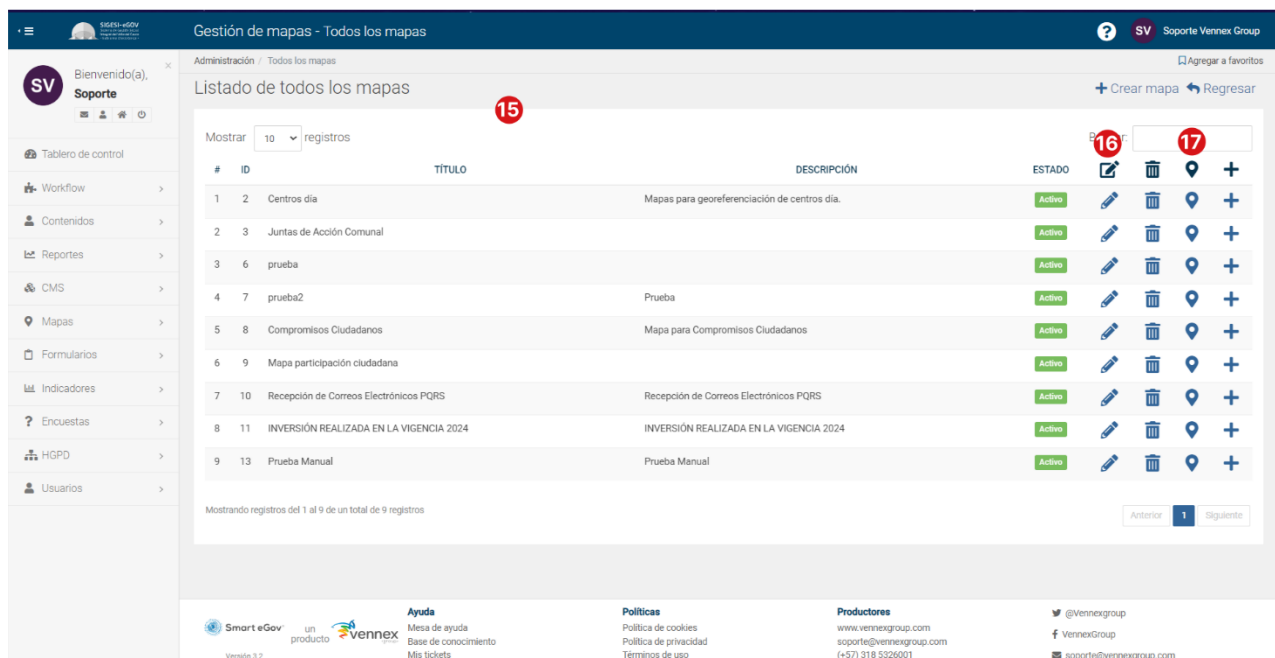 SIGESI-eGOV
Gestión de mapas - Todos los mapas
? SV Soporte Vennex Group
SV Bienvenido(a),
Soporte
×
Administración / Todos los mapas
Agregar a favoritos
Listado de todos los mapas
+ Crear mapa Regresar
15
Mostrar 10 registros
16 17
Tablero de control
Workflow
Contenidos
Reportes
CMS
Mapas
Formularios
Indicadores
Encuestas
HGPD
Usuarios
# ID TÍTULO DESCRIPCIÓN ESTADO
1 2 Centros día Mapas para georeferenciación de centros día. Activo
2 3 Juntas de Acción Comunal Activo
3 6 prueba Activo
4 7 prueba2 Prueba Activo
5 8 Compromisos Ciudadanos Mapa para Compromisos Ciudadanos Activo
6 9 Mapa participación ciudadana Activo
7 10 Recepción de Correos Electrónicos PQRS Recepción de Correos Electrónicos PQRS Activo
8 11 INVERSIÓN REALIZADA EN LA VIGENCIA 2024 INVERSIÓN REALIZADA EN LA VIGENCIA 2024 Activo
9 13 Prueba Manual Prueba Manual Activo
Mostrando registros del 1 al 9 de un total de 9 registros
Anterior 1 Siguiente
Smart eGov
un
producto vennex
group
Versión 3.2
Ayuda
Mesa de ayuda
Base de conocimiento
Mis tickets
Políticas
Política de cookies
Política de privacidad
Términos de uso
Productores
www.vennexgroup.com
soporte@vennexgroup.com
(+57) 318 5326001
@Vennexgroup
VennexGroup
soporte@vennexgroup.com